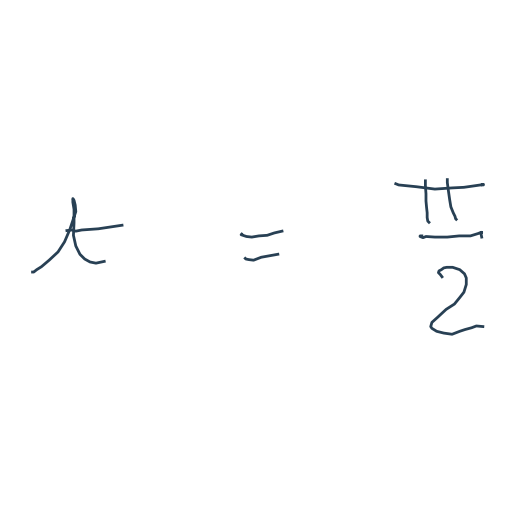 t = π/2